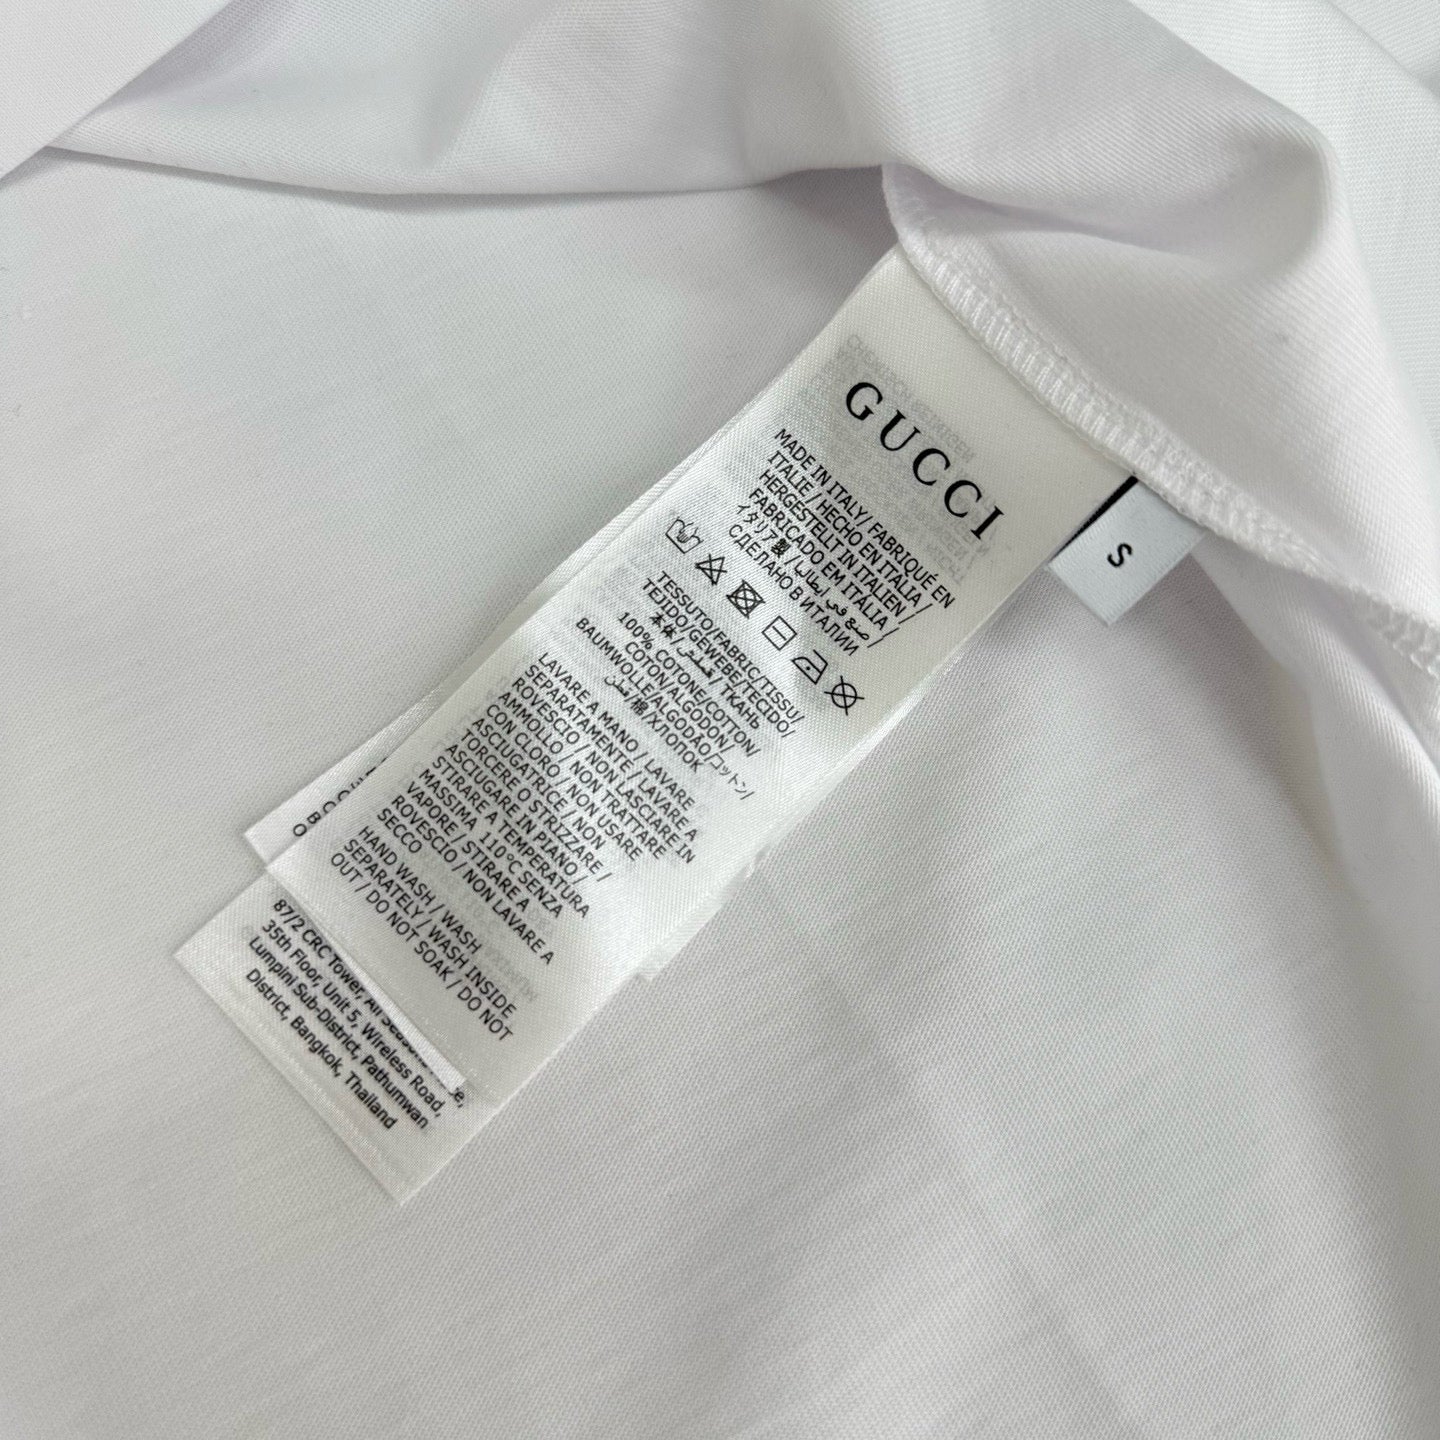 GUCCI
MADE IN ITALY/ FABRIQUÉ EN
ITALIE / HECHO EN ITALIA /
HERGESTELLT IN ITALIEN /
FABRICADO EM ITÁLIA /
イタリア製 / صنع في إيطاليا /
СДЕЛАНО В ИТАЛИИ
S
TESSUTO/FABRIC/TISSU/
TEJIDO/GEWEBE/TECIDO/
本体/ قماش / ТКАНЬ
100% COTONE/COTTON/
COTON/ALGODON/
BAUMWOLLE/ALGODÃO/コットン/
قطن/棉/ХЛОПОК
LAVARE A MANO / LAVARE
SEPARATAMENTE / LAVARE A
ROVESCIO / NON LASCIARE IN
AMMOLLO / NON TRATTARE
CON CLORO / NON USARE
ASCIUGATRICE / NON
TORCERE O STRIZZARE /
ASCIUGARE IN PIANO /
STIRARE A TEMPERATURA
MASSIMA 110°C SENZA
VAPORE / STIRARE A
ROVESCIO / NON LAVARE A
SECCO
HAND WASH / WASH
SEPARATELY / WASH INSIDE
OUT / DO NOT SOAK / DO NOT
87/2 CRC Tower, All
35th Floor, Unit 5, Wireless Road,
Lumpini Sub-District, Pathumwan
District, Bangkok, Thailand